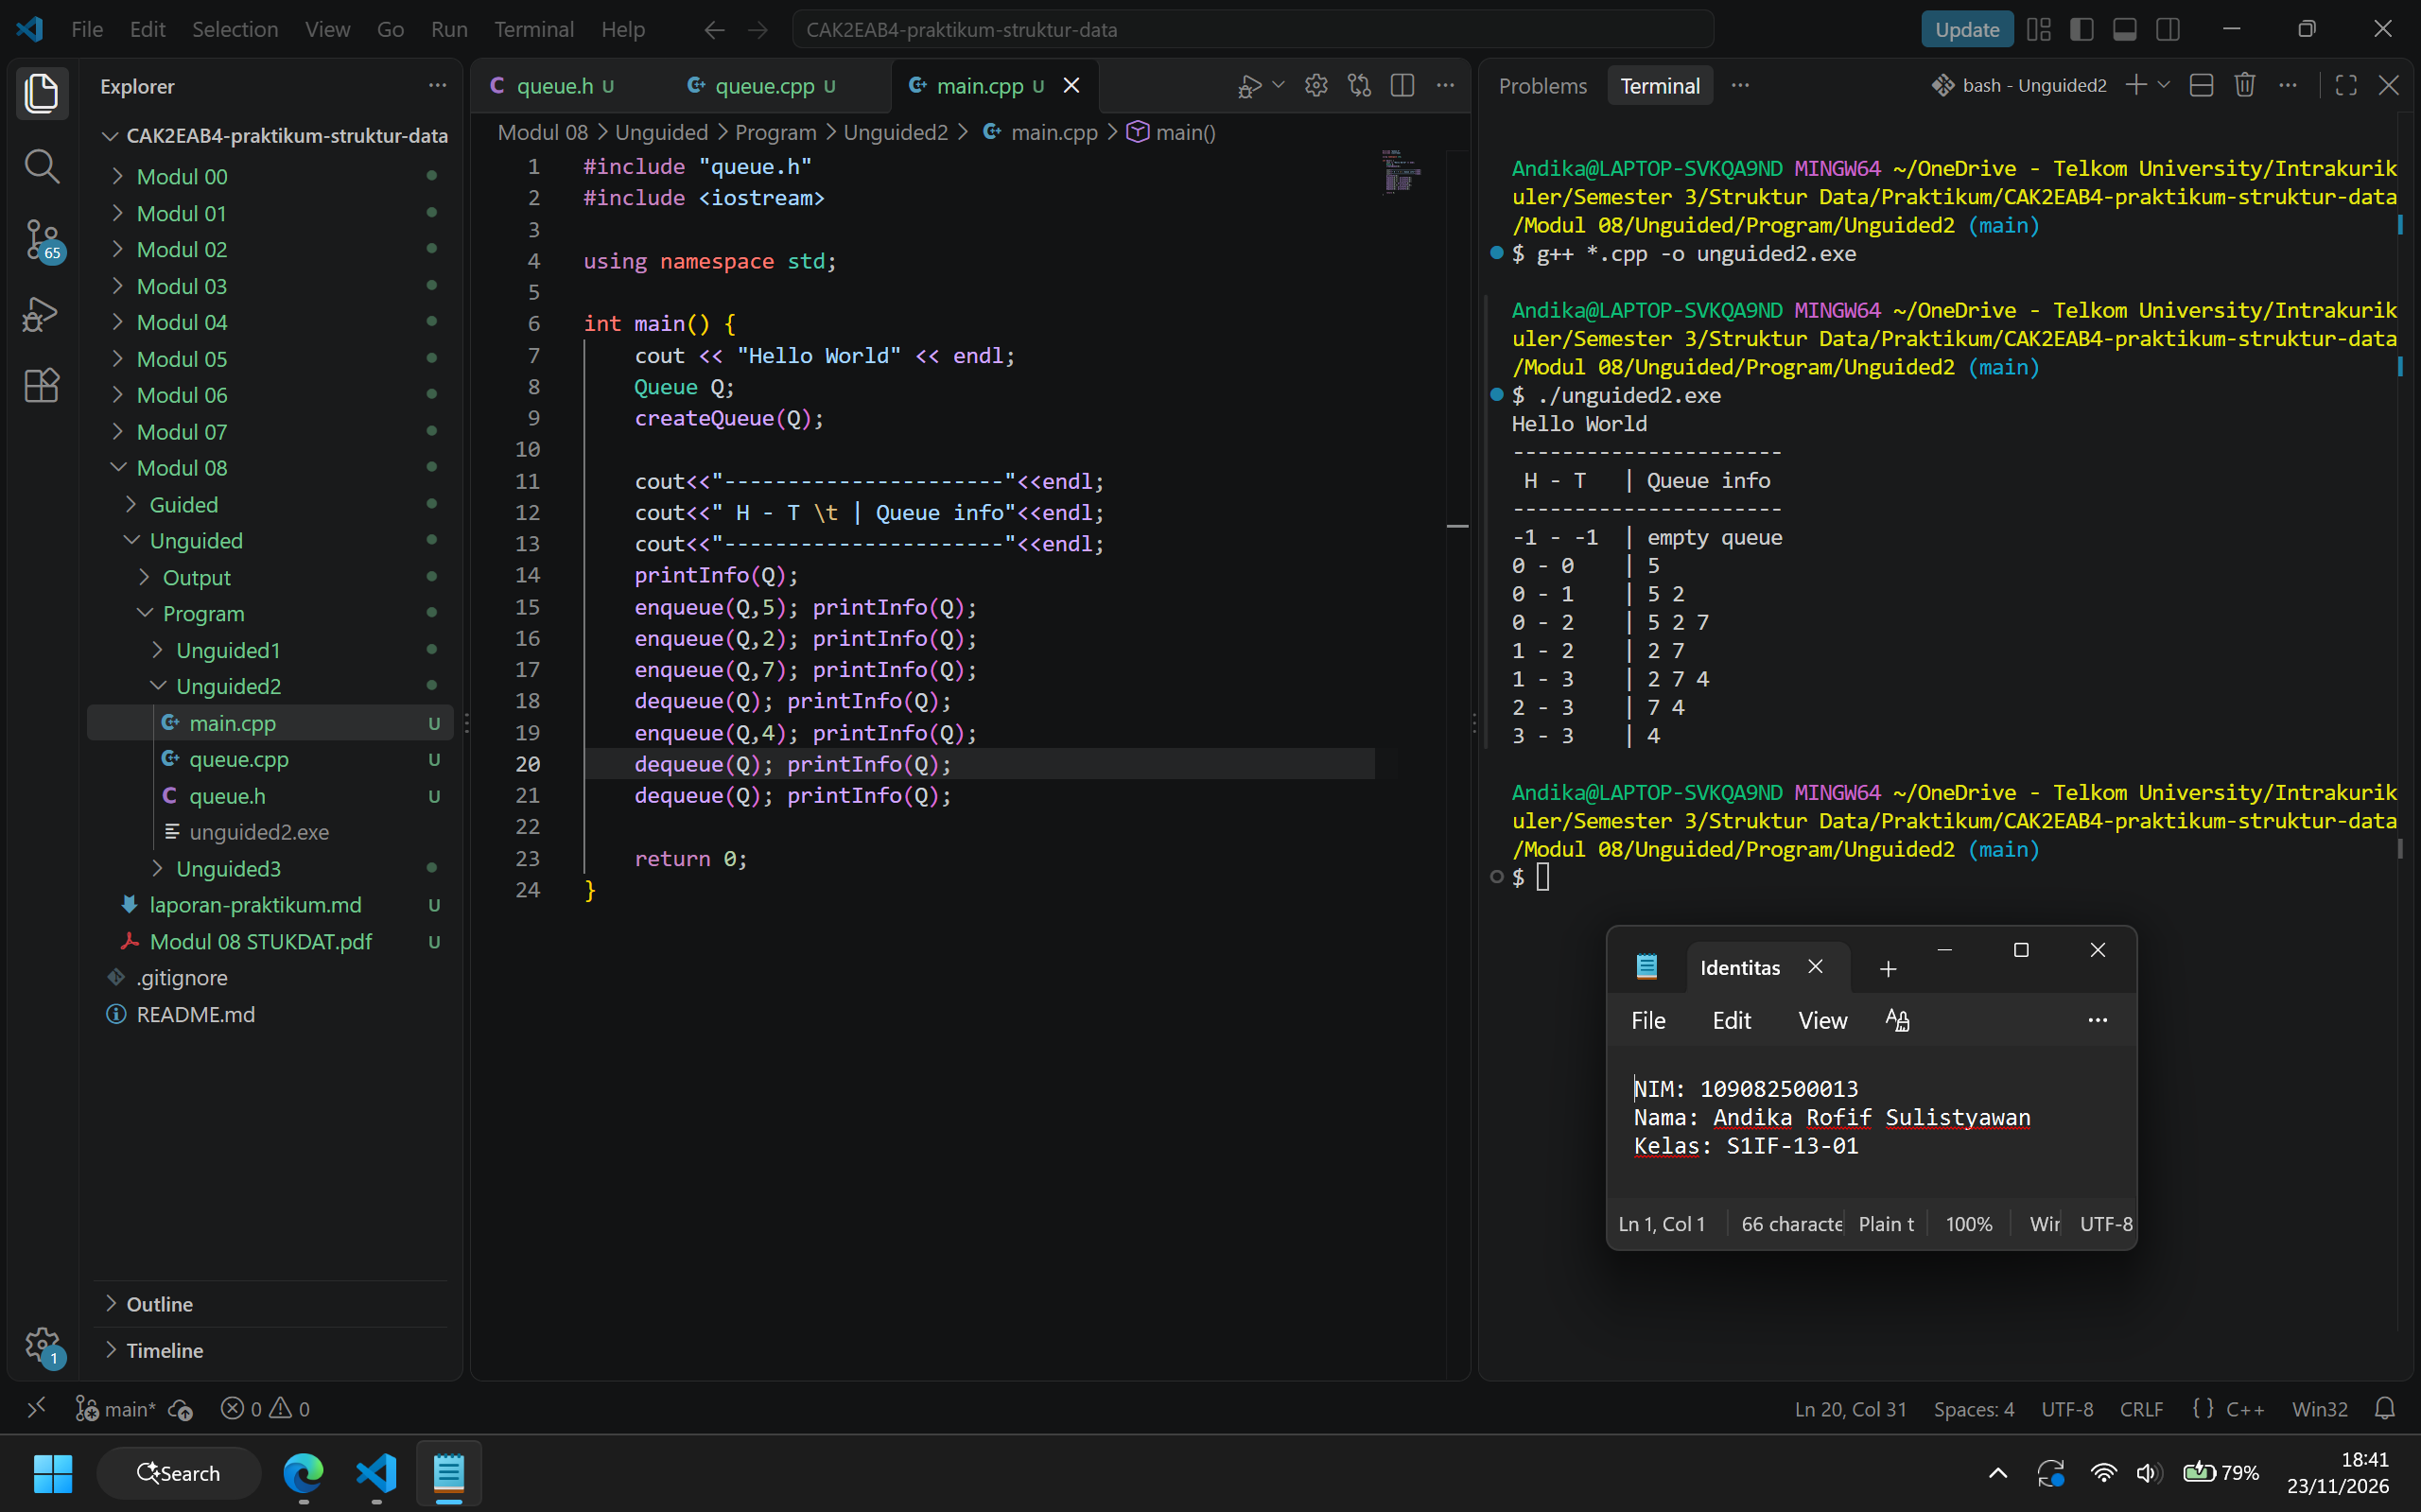 File Edit Selection View Go Run Terminal Help
CAK2EAB4-praktikum-struktur-data
Update
Explorer
CAK2EAB4-praktikum-struktur-data
Modul 00
Modul 01
Modul 02
Modul 03
Modul 04
Modul 05
Modul 06
Modul 07
Modul 08
Guided
Unguided
Output
Program
Unguided1
Unguided2
main.cpp U
queue.cpp U
queue.h U
unguided2.exe
Unguided3
laporan-praktikum.md U
Modul 08 STUKDAT.pdf U
.gitignore
README.md
Outline
Timeline
65
1
queue.h U queue.cpp U main.cpp U
Modul 08 > Unguided > Program > Unguided2 > main.cpp > main()
1 #include "queue.h"
2 #include <iostream>
3
4 using namespace std;
5
6 int main() {
7 cout << "Hello World" << endl;
8 Queue Q;
9 createQueue(Q);
10
11 cout<<"----------------------"<<endl;
12 cout<<" H - T \t | Queue info"<<endl;
13 cout<<"----------------------"<<endl;
14 printInfo(Q);
15 enqueue(Q,5); printInfo(Q);
16 enqueue(Q,2); printInfo(Q);
17 enqueue(Q,7); printInfo(Q);
18 dequeue(Q); printInfo(Q);
19 enqueue(Q,4); printInfo(Q);
20 dequeue(Q); printInfo(Q);
21 dequeue(Q); printInfo(Q);
22
23 return 0;
24 }
Problems Terminal
bash - Unguided2
Andika@LAPTOP-SVKQA9ND MINGW64 ~/OneDrive - Telkom University/Intrakurik
uler/Semester 3/Struktur Data/Praktikum/CAK2EAB4-praktikum-struktur-data
/Modul 08/Unguided/Program/Unguided2 (main)
$ g++ *.cpp -o unguided2.exe
Andika@LAPTOP-SVKQA9ND MINGW64 ~/OneDrive - Telkom University/Intrakurik
uler/Semester 3/Struktur Data/Praktikum/CAK2EAB4-praktikum-struktur-data
/Modul 08/Unguided/Program/Unguided2 (main)
$ ./unguided2.exe
Hello World
----------------------
H - T | Queue info
----------------------
-1 - -1 | empty queue
0 - 0 | 5
0 - 1 | 5 2
0 - 2 | 5 2 7
1 - 2 | 2 7
1 - 3 | 2 7 4
2 - 3 | 7 4
3 - 3 | 4
Andika@LAPTOP-SVKQA9ND MINGW64 ~/OneDrive - Telkom University/Intrakurik
uler/Semester 3/Struktur Data/Praktikum/CAK2EAB4-praktikum-struktur-data
/Modul 08/Unguided/Program/Unguided2 (main)
$
Identitas
File Edit View
NIM: 109082500013
Nama: Andika Rofif Sulistyawan
Kelas: S1IF-13-01
Ln 1, Col 1 66 characte Plain t 100% Wir UTF-8
main* 0 0
Ln 20, Col 31 Spaces: 4 UTF-8 CRLF { } C++ Win32
Search
79%
18:41
23/11/2026